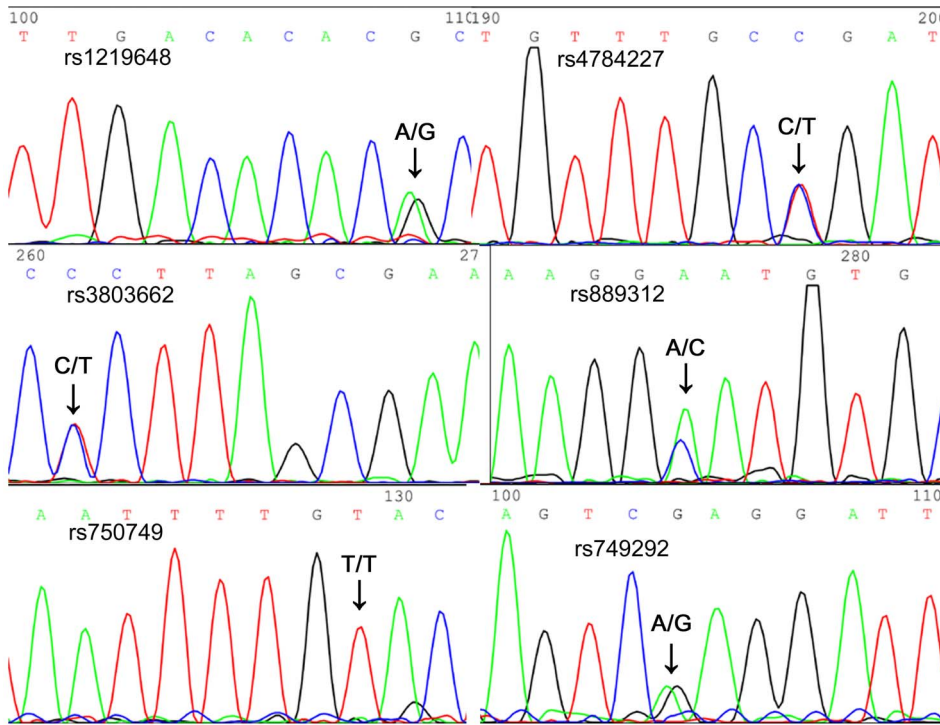 100 110
T T G A C A C A C G C
rs1219648
A/G
190 200
T G T T T G C C G A T
rs4784227
C/T
260 27
C C C T T A G C G A A
rs3803662
C/T
280
A A G G A A T G T G
rs889312
A/C
130
A A T T T T G T A C
rs750749
T/T
100 110
A G T C G A G G A T T
rs749292
A/G